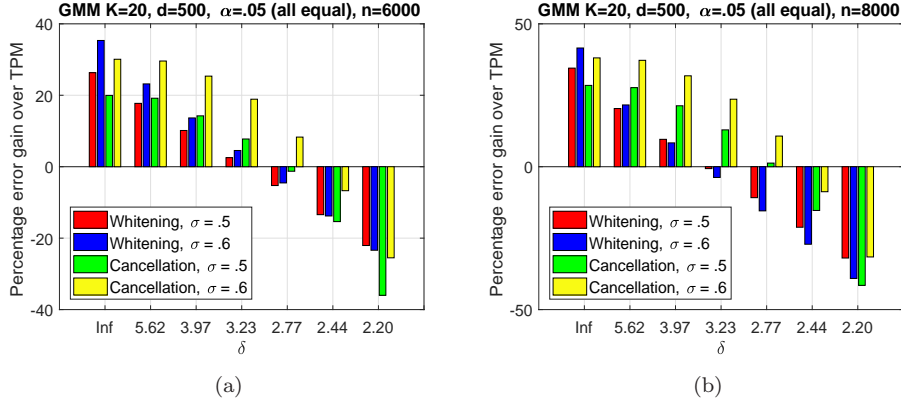 GMM K=20, d=500, α=.05 (all equal), n=6000
Percentage error gain over TPM
40
20
0
-20
-40
Whitening, σ = .5
Whitening, σ = .6
Cancellation, σ = .5
Cancellation, σ = .6
Inf 5.62 3.97 3.23 2.77 2.44 2.20
δ
(a)
GMM K=20, d=500, α=.05 (all equal), n=8000
Percentage error gain over TPM
50
0
-50
Whitening, σ = .5
Whitening, σ = .6
Cancellation, σ = .5
Cancellation, σ = .6
Inf 5.62 3.97 3.23 2.77 2.44 2.20
δ
(b)